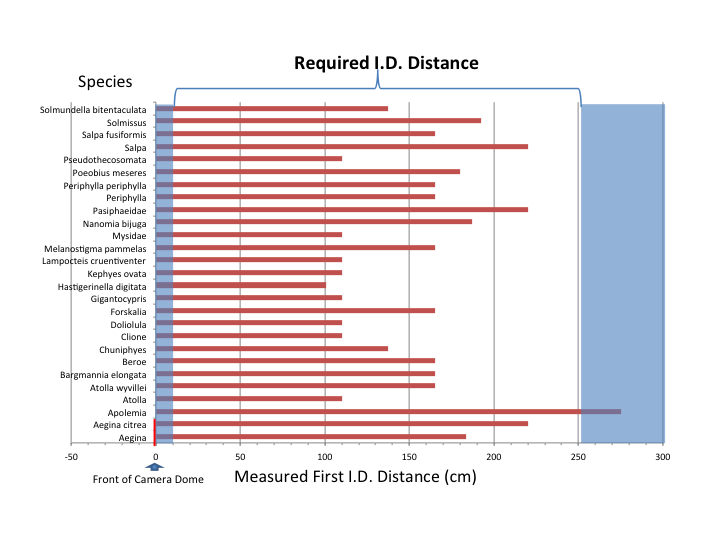 Required I.D. Distance
Species
Solmundella bitentaculata
Solmissus
Salpa fusiformis
Salpa
Pseudothecosomata
Poeobius meseres
Periphylla periphylla
Periphylla
Pasiphaeidae
Nanomia bijuga
Mysidae
Melanostigma pammelas
Lampocteis cruentiventer
Kephyes ovata
Hastigerinella digitata
Gigantocypris
Forskalia
Doliolula
Clione
Chuniphyes
Beroe
Bargmannia elongata
Atolla wyvillei
Atolla
Apolemia
Aegina citrea
Aegina
-50 0 50 100 150 200 250 300
Front of Camera Dome
Measured First I.D. Distance (cm)